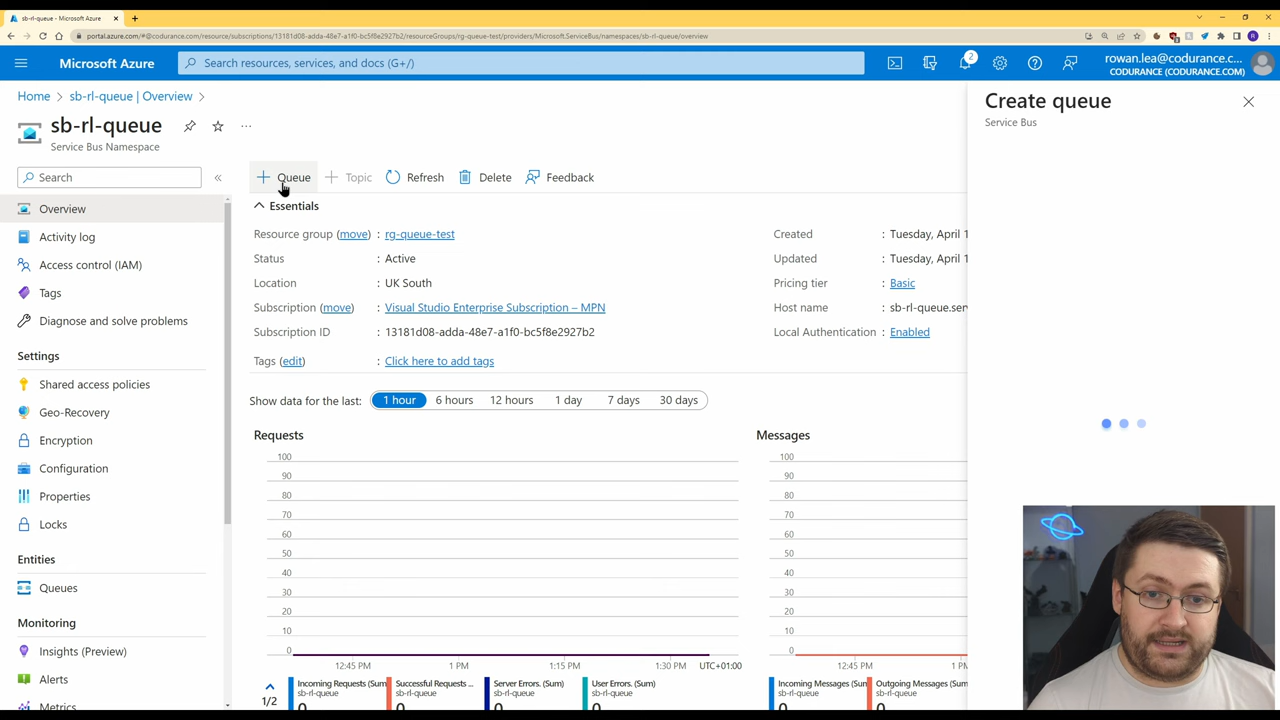 sb-rl-queue - Microsoft Azure
portal.azure.com/#@codurance.com/resource/subscriptions/13181d08-adda-48e7-a1f0-bc5f8e2927b2/resourceGroups/rg-queue-test/providers/Microsoft.ServiceBus/namespaces/sb-rl-queue/overview
Microsoft Azure
Search resources, services, and docs (G+/)
2
rowan.lea@codurance.c...
CODURANCE (CODURANCE.COM)
Home > sb-rl-queue | Overview >
sb-rl-queue
Service Bus Namespace
Search
Overview
Activity log
Access control (IAM)
Tags
Diagnose and solve problems
Settings
Shared access policies
Geo-Recovery
Encryption
Configuration
Properties
Locks
Entities
Queues
Monitoring
Insights (Preview)
Alerts
Metrics
Queue Topic Refresh Delete Feedback
Essentials
Resource group (move) : rg-queue-test
Status : Active
Location : UK South
Subscription (move) : Visual Studio Enterprise Subscription – MPN
Subscription ID : 13181d08-adda-48e7-a1f0-bc5f8e2927b2
Tags (edit) : Click here to add tags
Created : Tuesday, April 1
Updated : Tuesday, April 1
Pricing tier : Basic
Host name : sb-rl-queue.ser
Local Authentication : Enabled
Show data for the last: 1 hour 6 hours 12 hours 1 day 7 days 30 days
Requests
100
90
80
70
60
50
40
30
20
10
0
12:45 PM 1 PM 1:15 PM 1:30 PM UTC+01:00
1/2
Incoming Requests (Sum) Successful Requests ... Server Errors. (Sum) User Errors. (Sum)
sb-rl-queue sb-rl-queue sb-rl-queue sb-rl-queue
0 0 0 0
Messages
100
90
80
70
60
50
40
30
20
10
0
12:45 PM 1 PM
Incoming Messages (Sum) Outgoing Messages (Sum
sb-rl-queue sb-rl-queue
0 0
Create queue
Service Bus